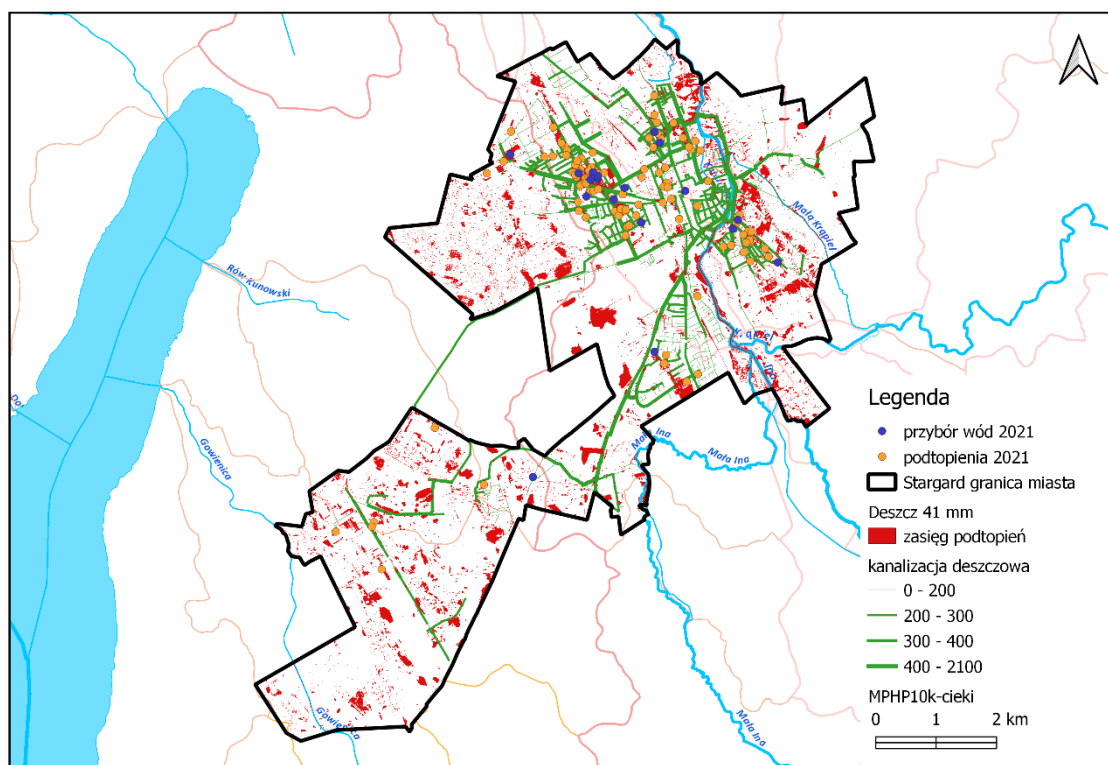 Rów Kunowski
Gowienica
Gowienica
Mała Krąpiel
Mała Ina
Mała Ina
Legenda
przybór wód 2021
podtopienia 2021
Stargard granica miasta
Deszcz 41 mm
zasięg podtopień
kanalizacja deszczowa
0 - 200
200 - 300
300 - 400
400 - 2100
MPHP10k-cieki
0 1 2 km